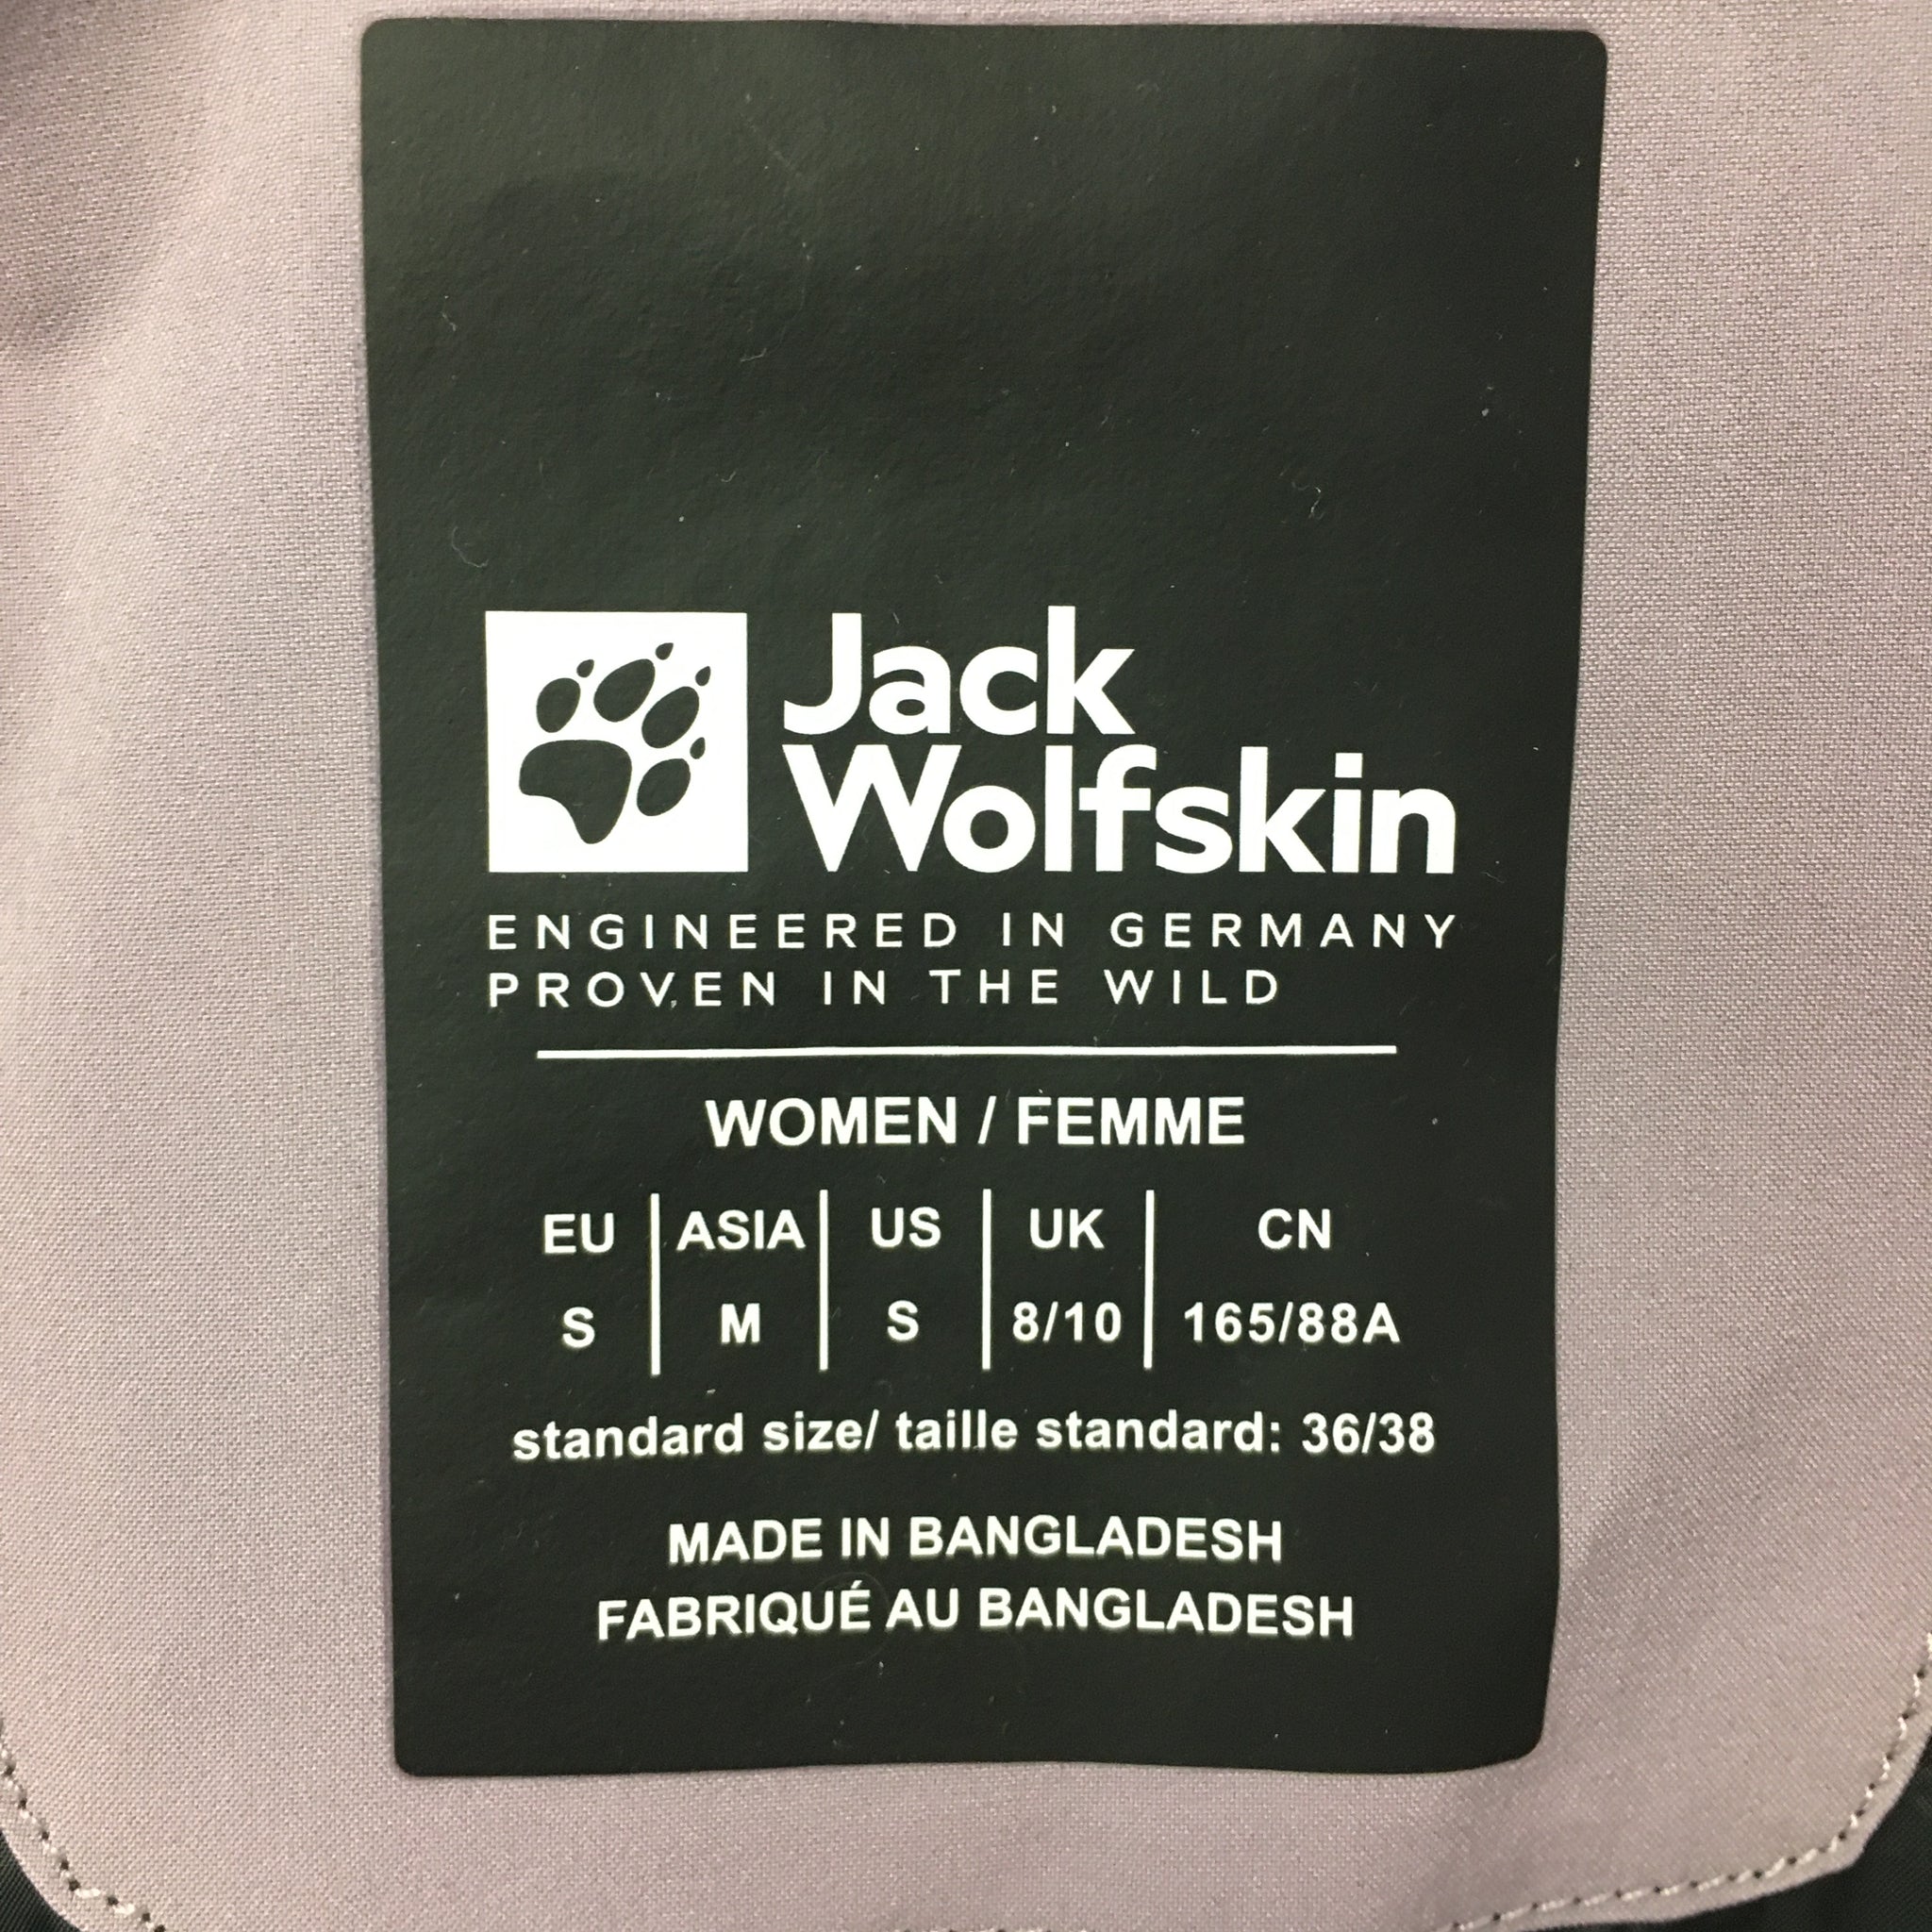 Jack
Wolfskin
ENGINEERED IN GERMANY
PROVEN IN THE WILD
WOMEN / FEMME
EU ASIA US UK CN
S M S 8/10 165/88A
standard size/ taille standard: 36/38
MADE IN BANGLADESH
FABRIQUÉ AU BANGLADESH